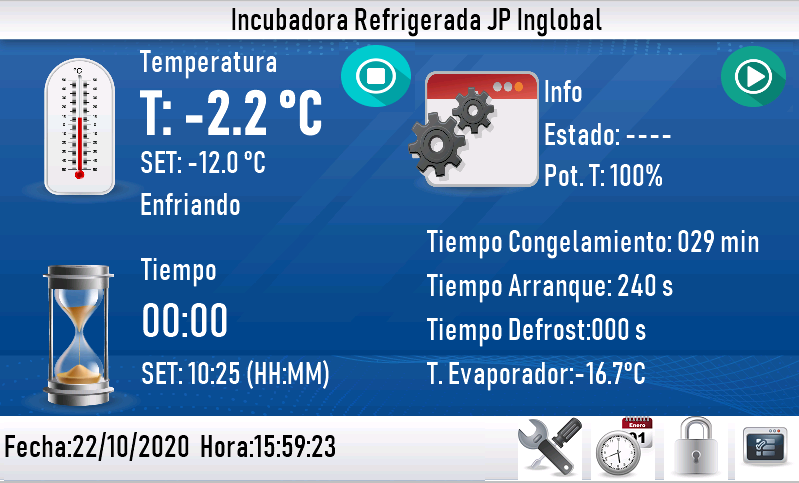 Incubadora Refrigerada JP Inglobal
Temperatura
T: -2.2 °C
SET: -12.0 °C
Enfriando
°C
Info
Estado: ----
Pot. T: 100%
Tiempo
00:00
SET: 10:25 (HH:MM)
Tiempo Congelamiento: 029 min
Tiempo Arranque: 240 s
Tiempo Defrost:000 s
T. Evaporador:-16.7°C
Fecha:22/10/2020 Hora:15:59:23
Enero
01